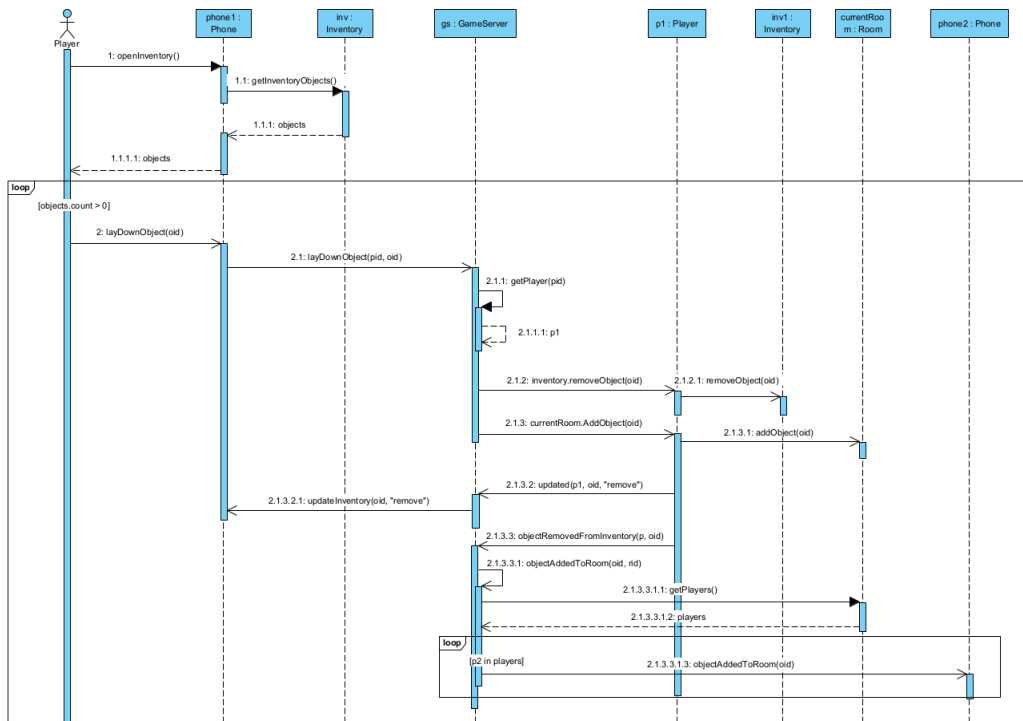 phone1 :
Phone
inv :
Inventory
gs : GameServer
p1 : Player
inv1 :
Inventory
currentRoo
m : Room
phone2 : Phone
Player
1: openInventory()
1.1: getInventoryObjects()
1.1.1: objects
1.1.1.1: objects
loop
[objects.count > 0]
2: layDownObject(oid)
2.1: layDownObject(pid, oid)
2.1.1: getPlayer(pid)
2.1.1.1: p1
2.1.2: inventory.removeObject(oid)
2.1.2.1: removeObject(oid)
2.1.3: currentRoom.AddObject(oid)
2.1.3.1: addObject(oid)
2.1.3.2: updated(p1, oid, "remove")
2.1.3.2.1: updateInventory(oid, "remove")
2.1.3.3: objectRemovedFromInventory(p, oid)
2.1.3.3.1: objectAddedToRoom(oid, rid)
2.1.3.3.1.1: getPlayers()
2.1.3.3.1.2: players
loop
[p2 in players]
2.1.3.3.1.3: objectAddedToRoom(oid)